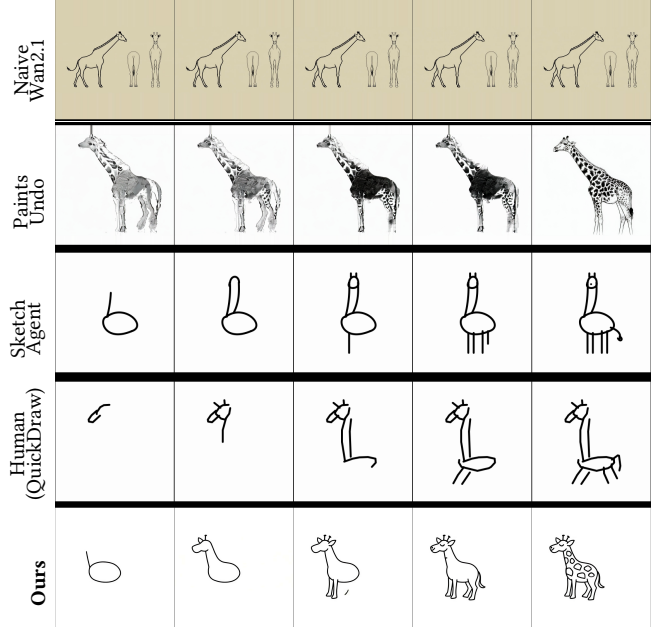 Naive
Wan2.1
Paints
Undo
Sketch
Agent
Human
(QuickDraw)
Ours